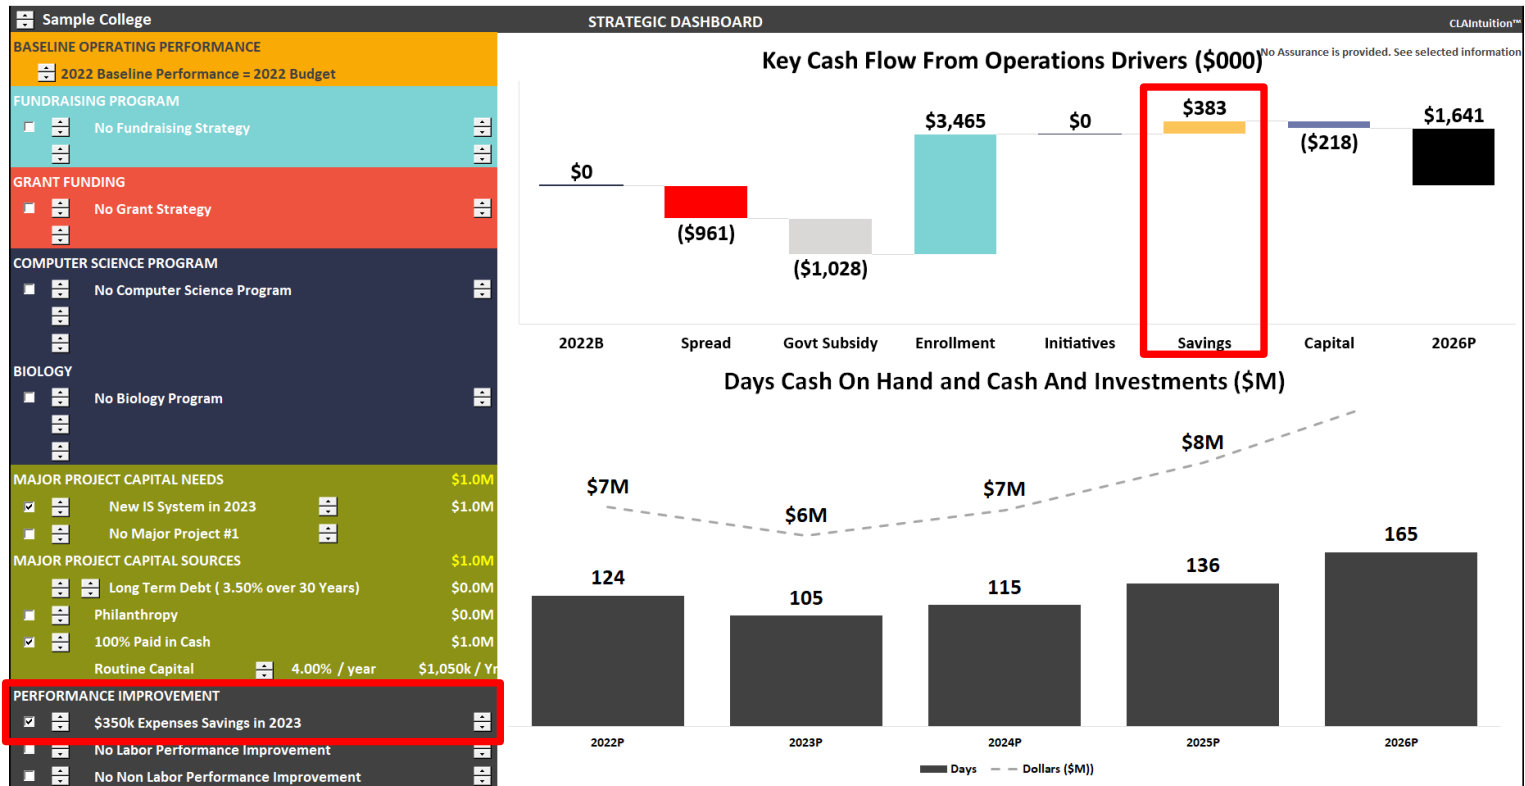 Sample College
STRATEGIC DASHBOARD
CLAIntuition™
BASELINE OPERATING PERFORMANCE
2022 Baseline Performance = 2022 Budget
FUNDRAISING PROGRAM
No Fundraising Strategy
GRANT FUNDING
No Grant Strategy
COMPUTER SCIENCE PROGRAM
No Computer Science Program
BIOLOGY
No Biology Program
MAJOR PROJECT CAPITAL NEEDS $1.0M
New IS System in 2023 $1.0M
No Major Project #1
MAJOR PROJECT CAPITAL SOURCES $1.0M
Long Term Debt ( 3.50% over 30 Years) $0.0M
Philanthropy $0.0M
100% Paid in Cash $1.0M
Routine Capital 4.00% / year $1,050k / Yr
PERFORMANCE IMPROVEMENT
$350k Expenses Savings in 2023
No Labor Performance Improvement
No Non Labor Performance Improvement
Key Cash Flow From Operations Drivers ($000)
No Assurance is provided. See selected information
$0 ($961) ($1,028) $3,465 $0 $383 ($218) $1,641
2022B Spread Govt Subsidy Enrollment Initiatives Savings Capital 2026P
Days Cash On Hand and Cash And Investments ($M)
$7M $6M $7M $8M
124 105 115 136 165
2022P 2023P 2024P 2025P 2026P
Days Dollars ($M))